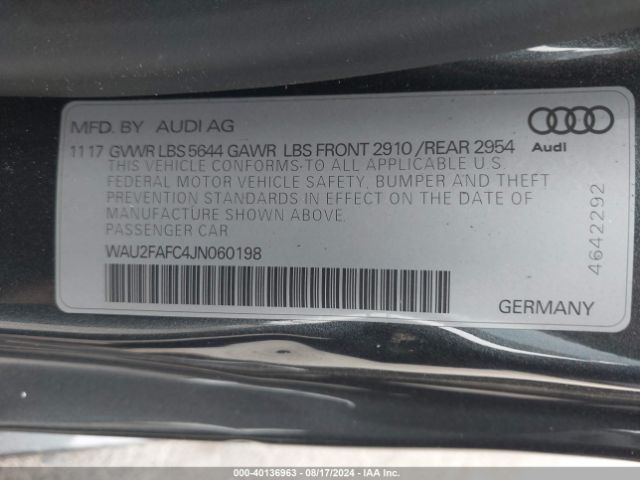 MFD. BY AUDI AG
1117 GVWR LBS 5644 GAWR LBS FRONT 2910 /REAR 2954
THIS VEHICLE CONFORMS TO ALL APPLICABLE U S
FEDERAL MOTOR VEHICLE SAFETY, BUMPER AND THEFT
PREVENTION STANDARDS IN EFFECT ON THE DATE OF
MANUFACTURE SHOWN ABOVE.
PASSENGER CAR
WAU2FAFC4JN060198
Audi
4642292
GERMANY
000-40136963 - 08/17/2024 - IAA Inc.